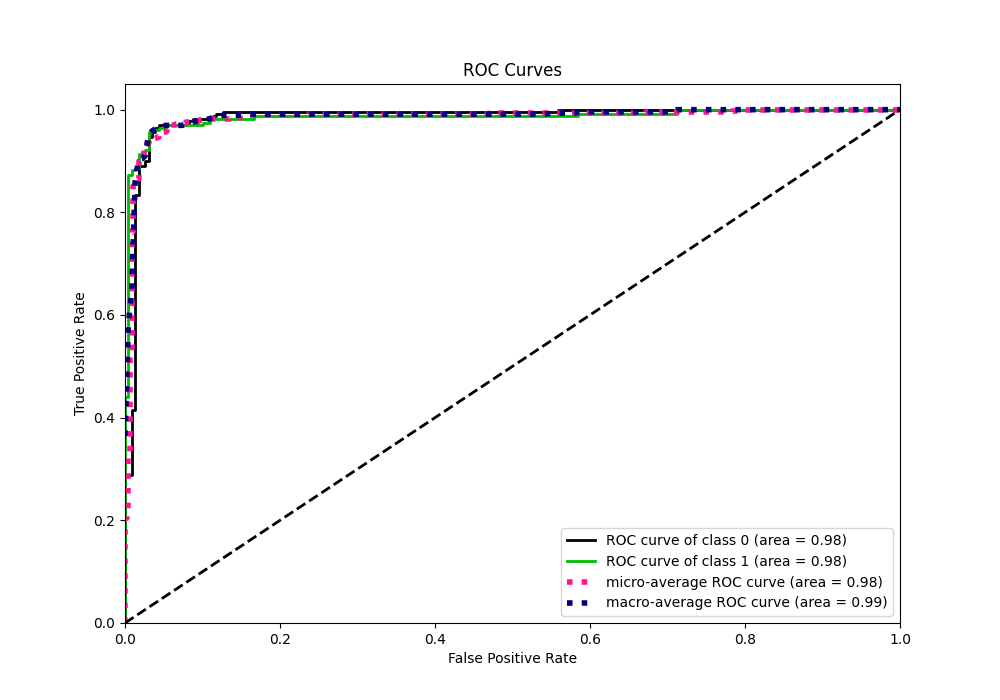 ROC Curves
True Positive Rate
1.0
0.8
0.6
0.4
0.2
0.0
ROC curve of class 0 (area = 0.98)
ROC curve of class 1 (area = 0.98)
micro-average ROC curve (area = 0.98)
macro-average ROC curve (area = 0.99)
0.0 0.2 0.4 0.6 0.8 1.0
False Positive Rate